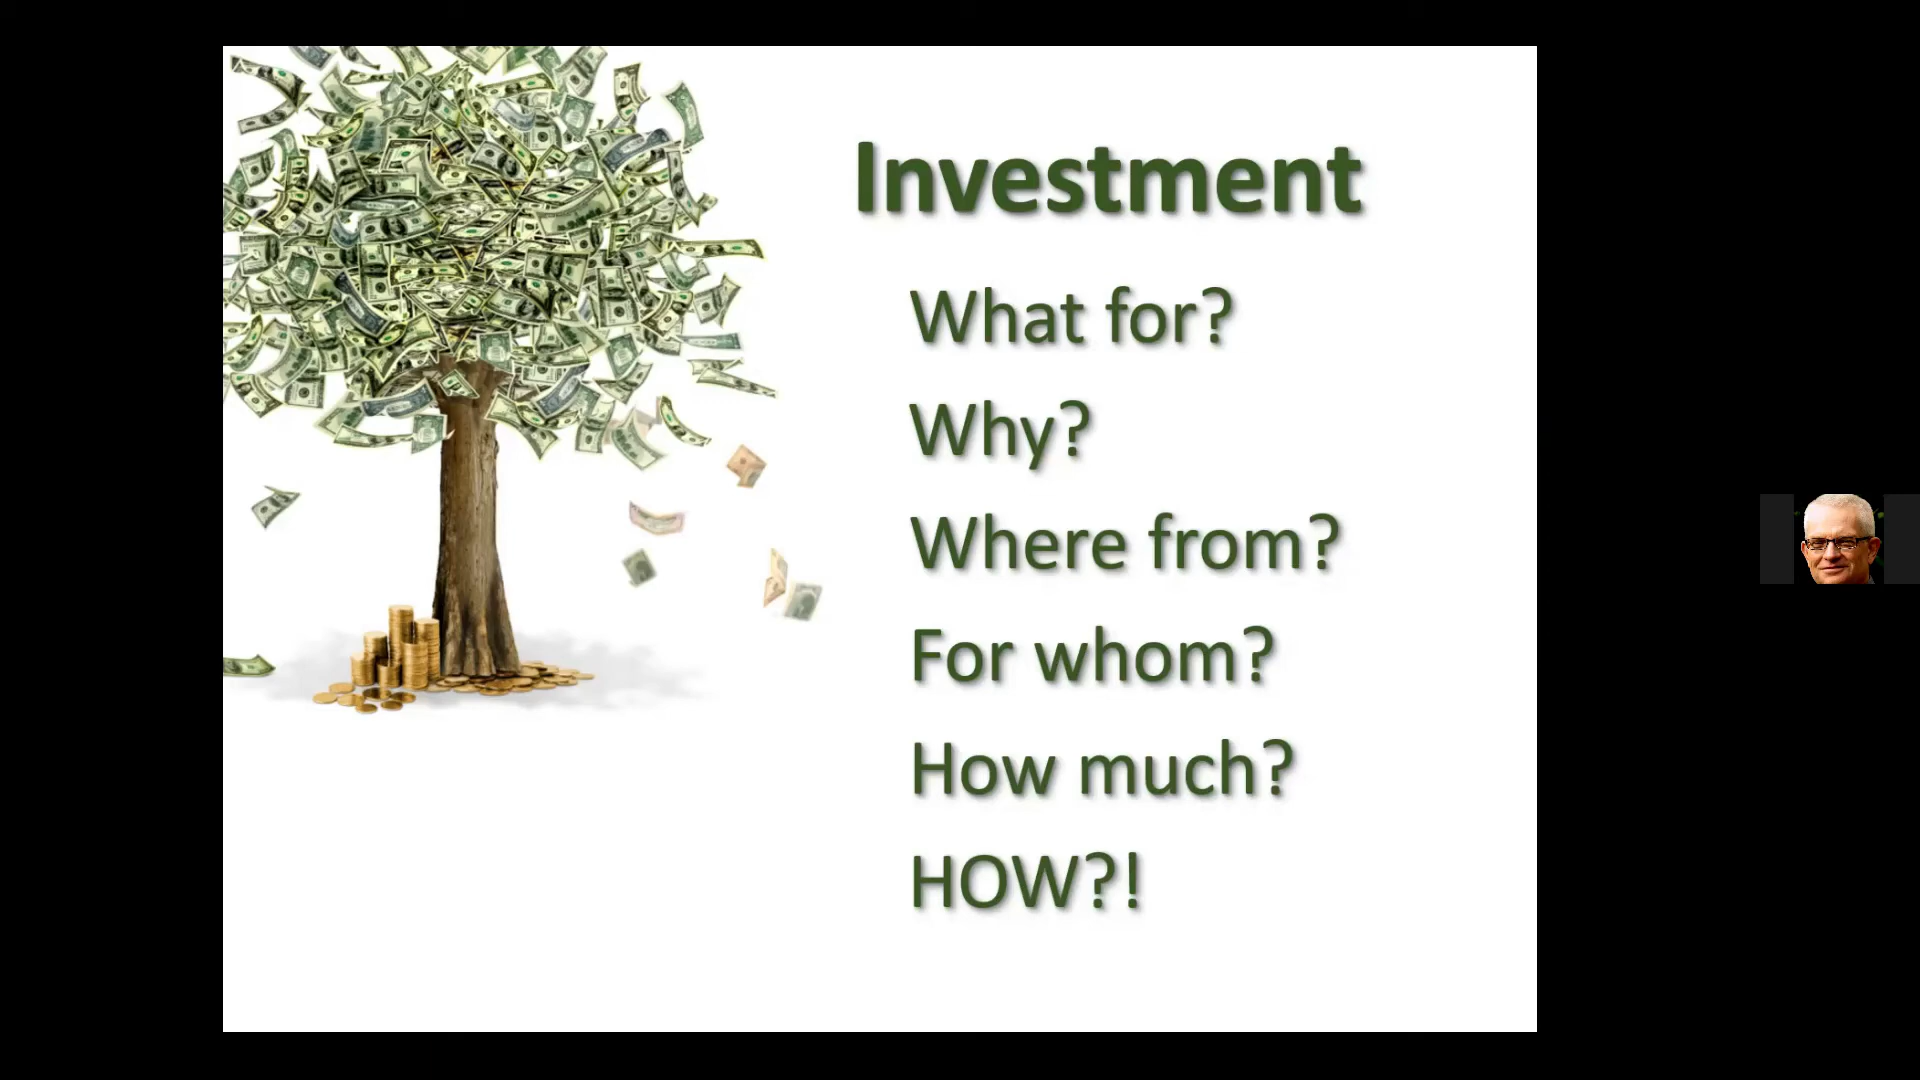 Investment
What for?
Why?
Where from?
For whom?
How much?
HOW?!